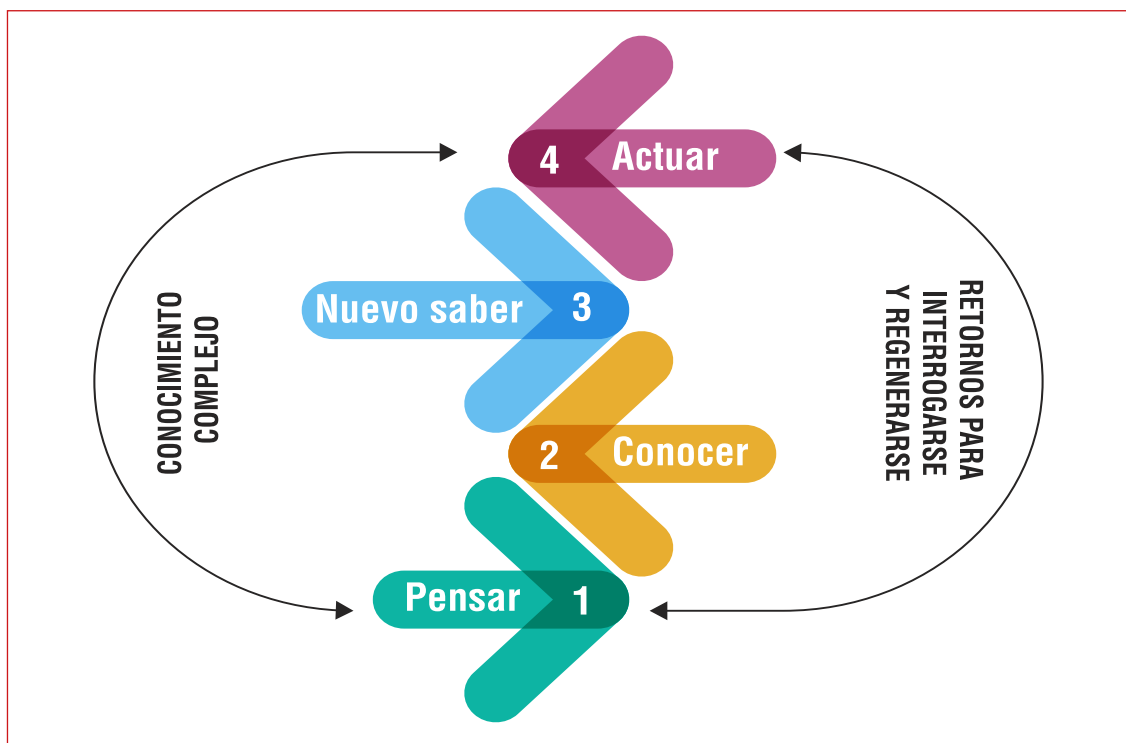 4 Actuar
Nuevo saber 3
2 Conocer
Pensar 1
CONOCIMIENTO
COMPLEJO
RETORNOS PARA
INTERROGARSE
Y REGENERARSE